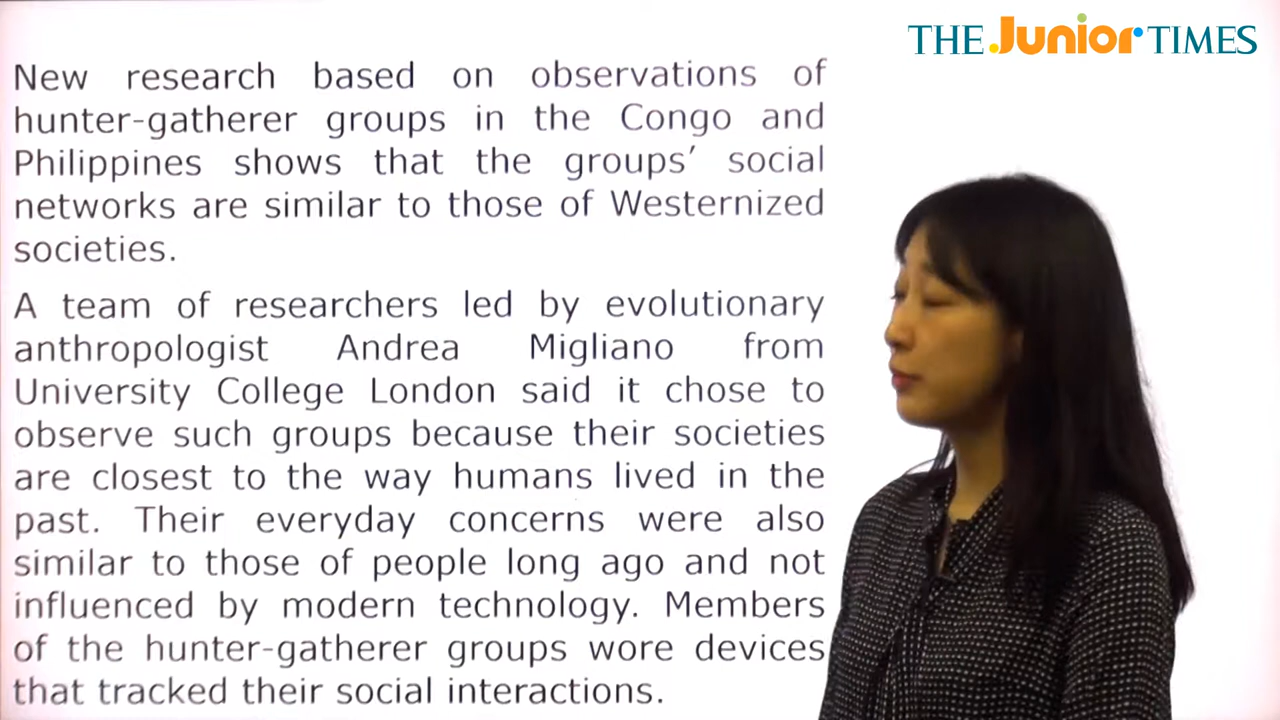 THE Junior TIMES
New research based on observations of
hunter-gatherer groups in the Congo and
Philippines shows that the groups’ social
networks are similar to those of Westernized
societies.
A team of researchers led by evolutionary
anthropologist Andrea Migliano from
University College London said it chose to
observe such groups because their societies
are closest to the way humans lived in the
past. Their everyday concerns were also
similar to those of people long ago and not
influenced by modern technology. Members
of the hunter-gatherer groups wore devices
that tracked their social interactions.